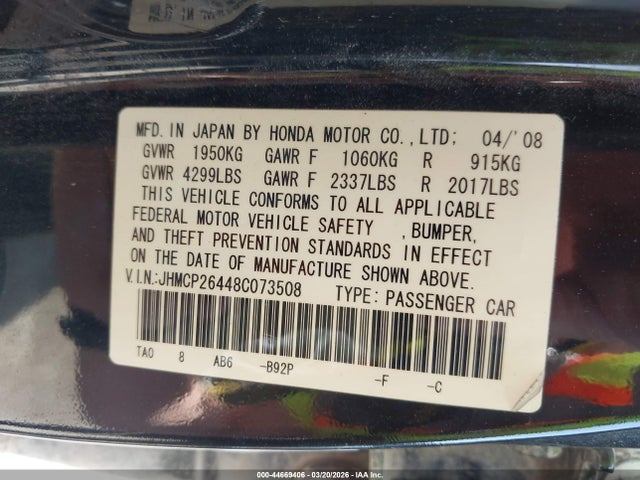 MFD. IN JAPAN BY HONDA MOTOR CO.,LTD; 04/'08
GVWR 1950KG GAWR F 1060KG R 915KG
GVWR 4299LBS GAWR F 2337LBS R 2017LBS
THIS VEHICLE CONFORMS TO ALL APPLICABLE
FEDERAL MOTOR VEHICLE SAFETY ,BUMPER,
AND THEFT PREVENTION STANDARDS IN EFFECT
ON THE DATE OF MANUFACTURE SHOWN ABOVE.
V.I.N.:JHMCP26448C073508 TYPE: PASSENGER CAR
TA0 8 AB6 -B92P -F -C
000-44669406 - 03/20/2026 - COPART